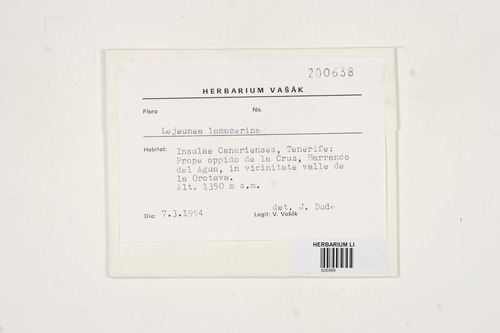 200638
HERBARIUM VAŠÁK
Flora No.
Lejeunea lamacerina
Habitat: Insulae Canarienses, Tenerife:
Prope oppido de la Cruz, Barranco
del Agua, in vicinitate valle de
la Orotava.
Alt. 1350 m s.m.
det. J. Duda
Die: 7.3.1994 Legit: V. Vašák
HERBARIUM LI